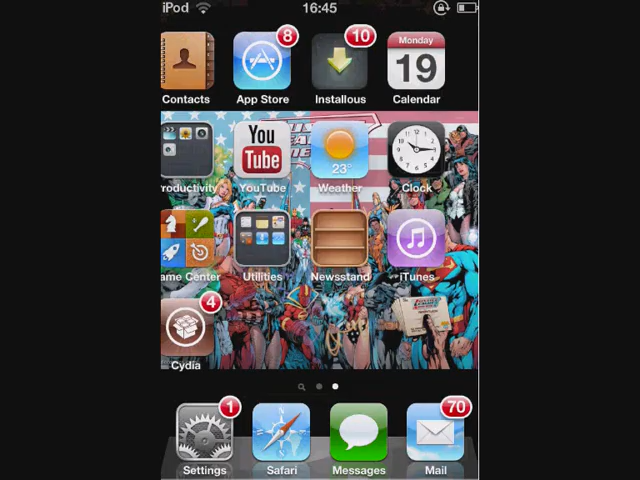 iPod 16:45
8 10 Monday
19
Contacts App Store Installous Calendar
You
Tube
23°
roductivity YouTube Weather Clock
ame Center Utilities Newsstand iTunes
4
Cydia
1 70
Settings Safari Messages Mail